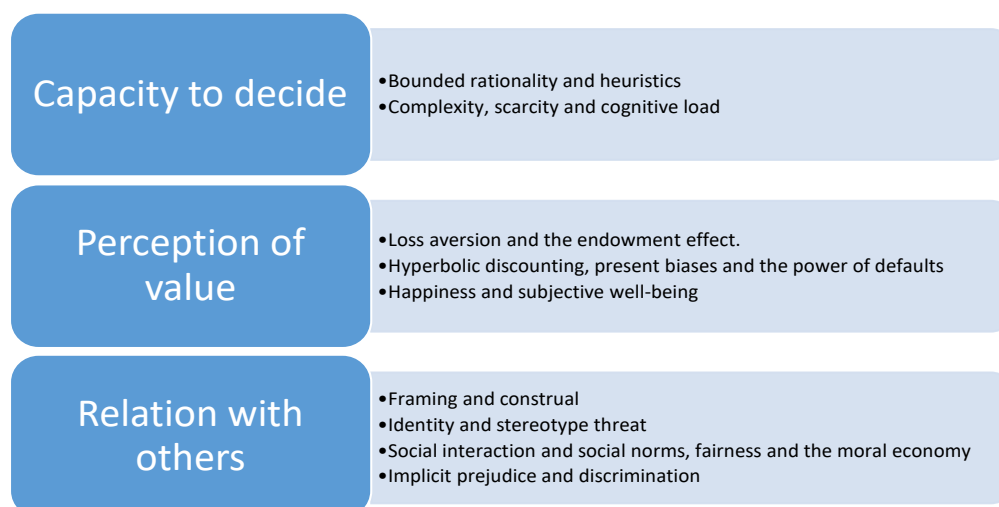 Capacity to decide
•Bounded rationality and heuristics
•Complexity, scarcity and cognitive load
Perception of
value
•Loss aversion and the endowment effect.
•Hyperbolic discounting, present biases and the power of defaults
•Happiness and subjective well-being
Relation with
others
•Framing and construal
•Identity and stereotype threat
•Social interaction and social norms, fairness and the moral economy
•Implicit prejudice and discrimination